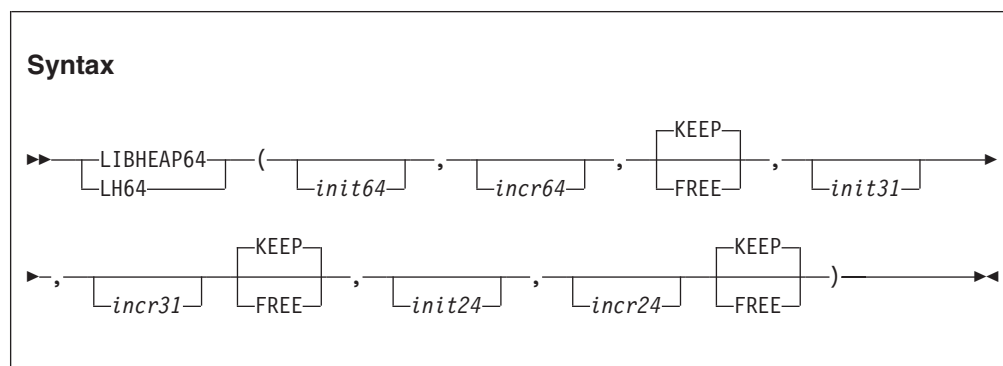 Syntax
KEEP
LIBHEAP64 ( , , , 
LH64 init64 incr64 FREE init31
KEEP KEEP
, , , )
incr31 FREE init24 incr24 FREE